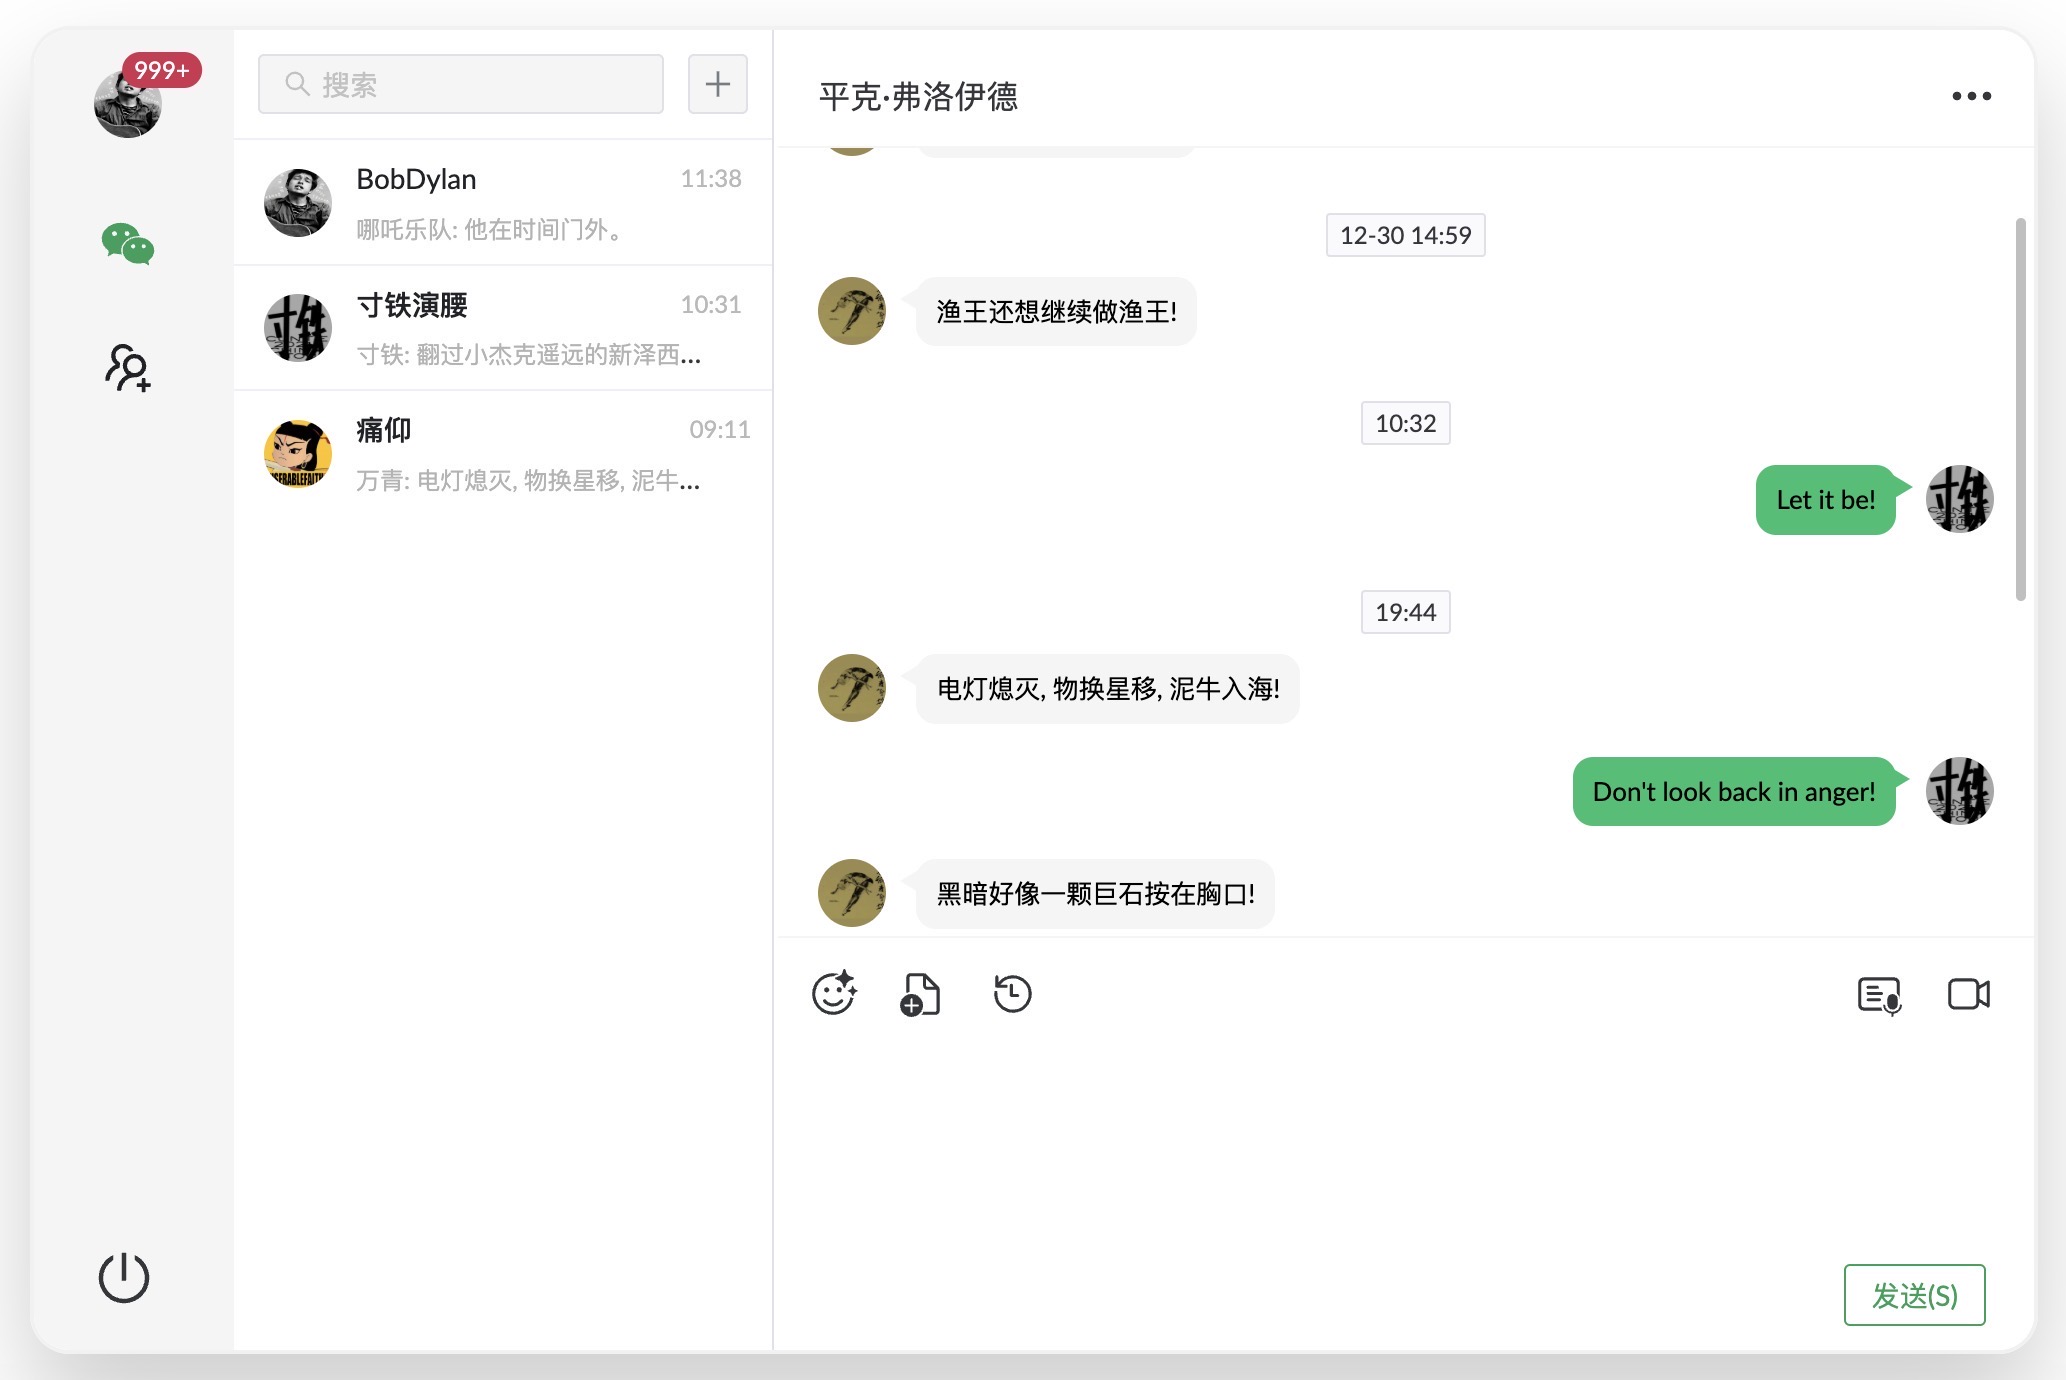 999+
搜索
BobDylan
11:38
哪吒乐队: 他在时间门外。
寸铁演腰
10:31
寸铁: 翻过小杰克遥远的新泽西...
痛仰
09:11
万青: 电灯熄灭, 物换星移, 泥牛...
平克·弗洛伊德
12-30 14:59
渔王还想继续做渔王!
10:32
Let it be!
19:44
电灯熄灭, 物换星移, 泥牛入海!
Don't look back in anger!
黑暗好像一颗巨石按在胸口!
发送(S)